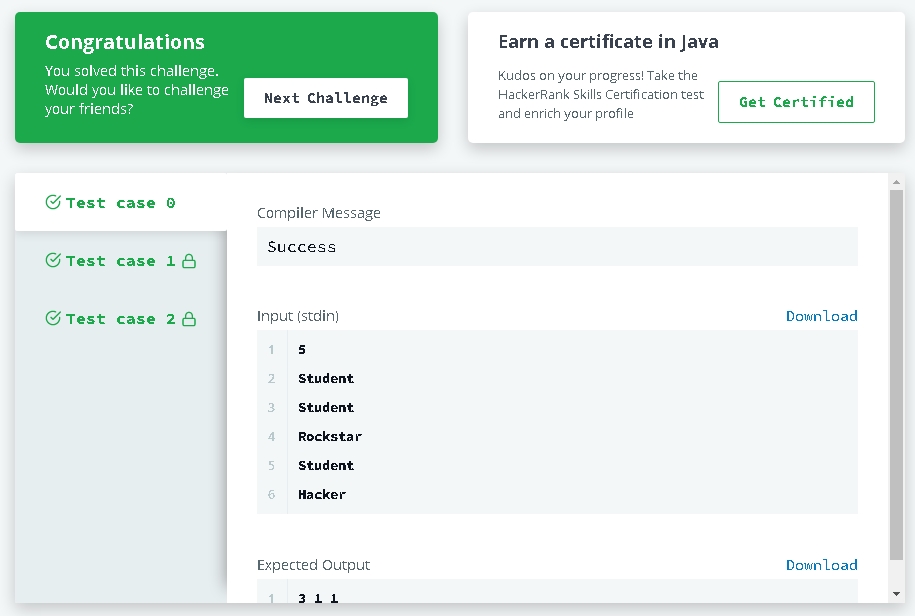 Congratulations
You solved this challenge.
Would you like to challenge
your friends?
Next Challenge
Earn a certificate in Java
Kudos on your progress! Take the
HackerRank Skills Certification test
and enrich your profile
Get Certified
Test case 0
Test case 1
Test case 2
Compiler Message
Success
Input (stdin)
Download
1 5
2 Student
3 Student
4 Rockstar
5 Student
6 Hacker
Expected Output
Download
1 3 1 1